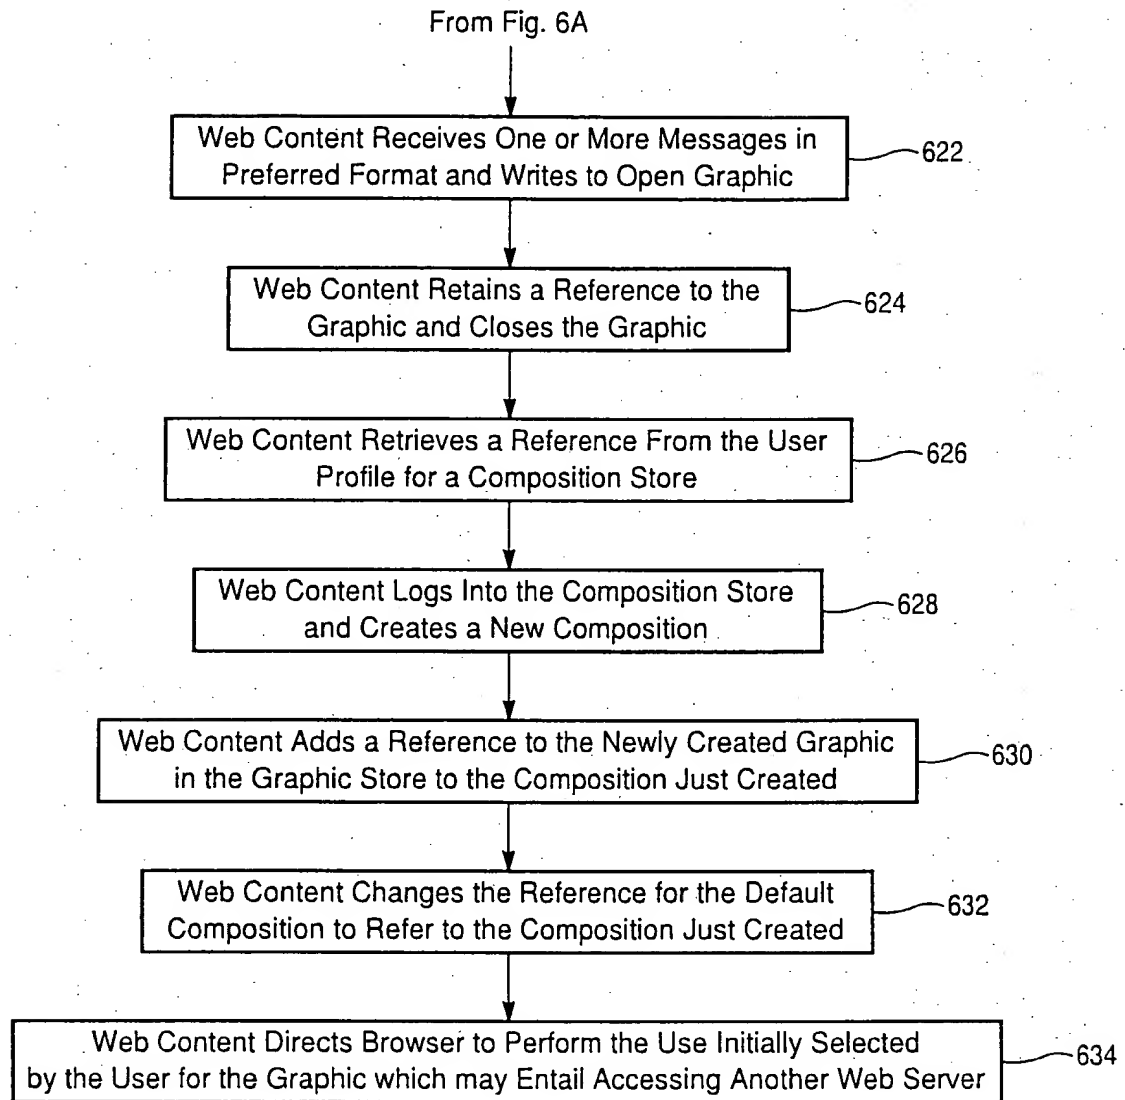 From Fig. 6A
Web Content Receives One or More Messages in
Preferred Format and Writes to Open Graphic
622
Web Content Retains a Reference to the
Graphic and Closes the Graphic
624
Web Content Retrieves a Reference From the User
Profile for a Composition Store
626
Web Content Logs Into the Composition Store
and Creates a New Composition
628
Web Content Adds a Reference to the Newly Created Graphic
in the Graphic Store to the Composition Just Created
630
Web Content Changes the Reference for the Default
Composition to Refer to the Composition Just Created
632
Web Content Directs Browser to Perform the Use Initially Selected
by the User for the Graphic which may Entail Accessing Another Web Server
634